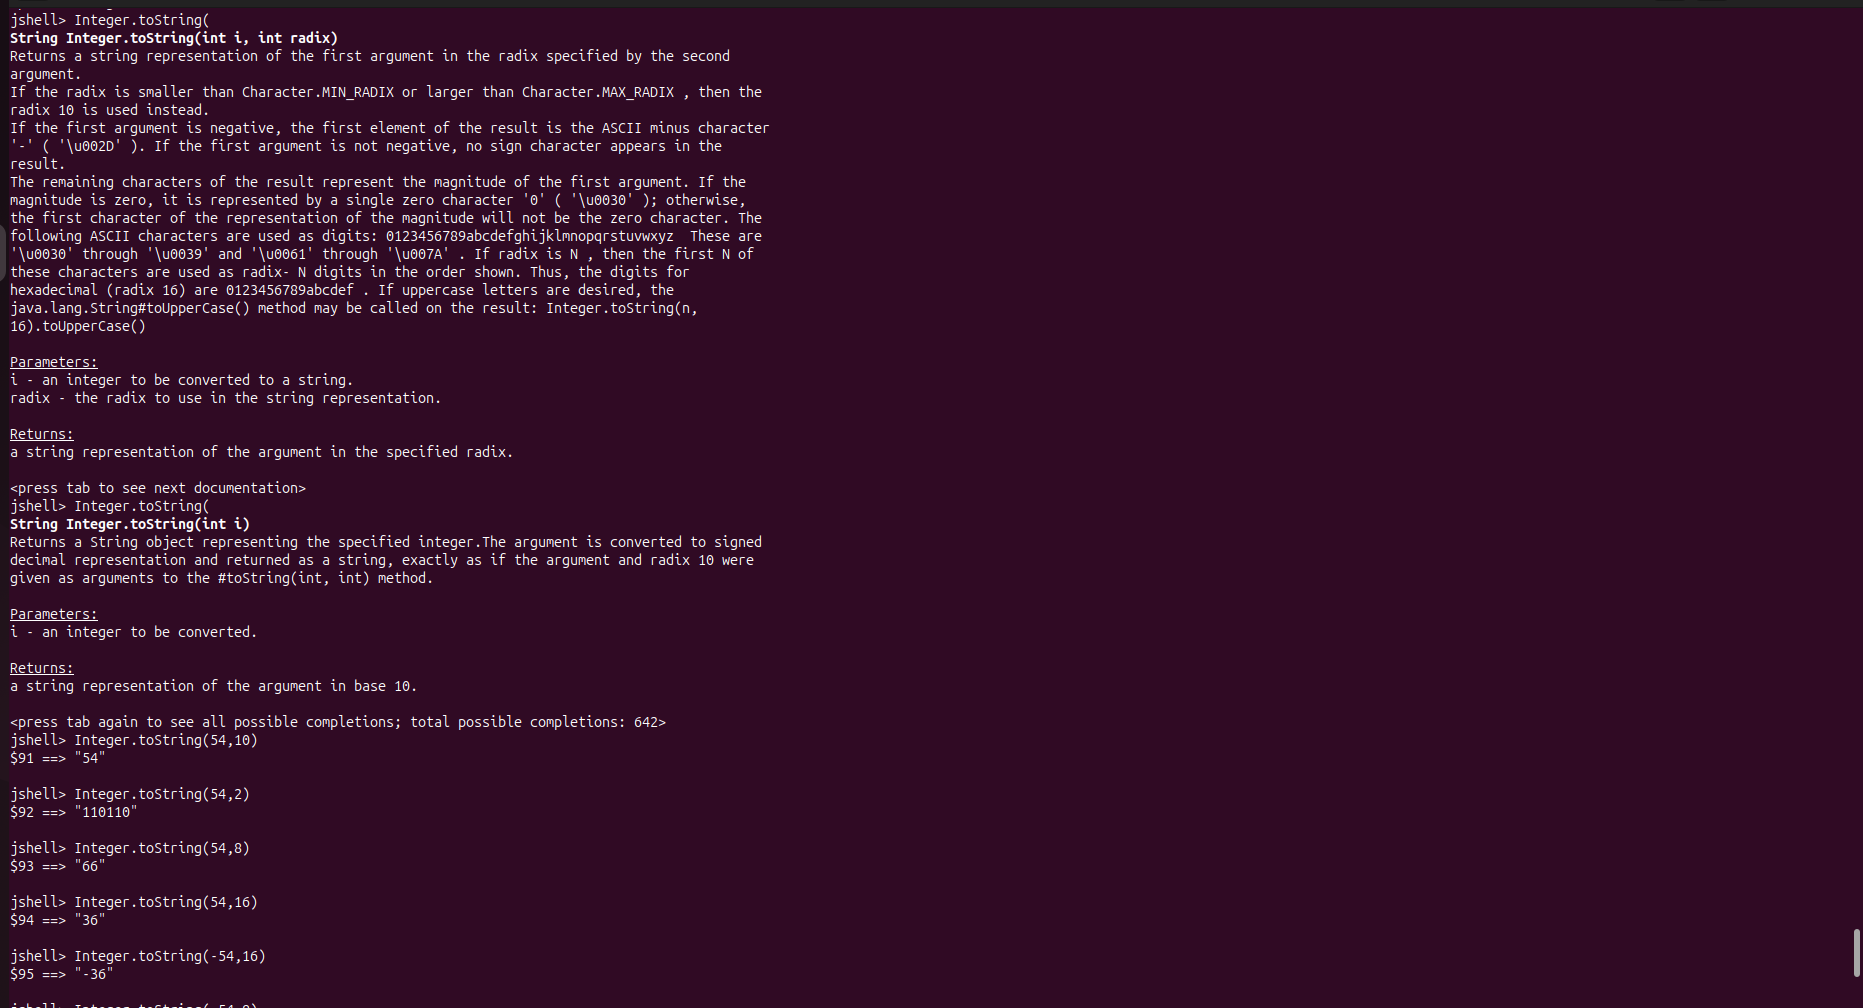 jshell> Integer.toString(
String Integer.toString(int i, int radix)
Returns a string representation of the first argument in the radix specified by the second
argument.
If the radix is smaller than Character.MIN_RADIX or larger than Character.MAX_RADIX , then the
radix 10 is used instead.
If the first argument is negative, the first element of the result is the ASCII minus character
'-' ( '\u002D' ). If the first argument is not negative, no sign character appears in the
result.
The remaining characters of the result represent the magnitude of the first argument. If the
magnitude is zero, it is represented by a single zero character '0' ( '\u0030' ); otherwise,
the first character of the representation of the magnitude will not be the zero character. The
following ASCII characters are used as digits: 0123456789abcdefghijklmnopqrstuvwxyz  These are
'\u0030' through '\u0039' and '\u0061' through '\u007A' . If radix is N , then the first N of
these characters are used as radix- N digits in the order shown. Thus, the digits for
hexadecimal (radix 16) are 0123456789abcdef . If uppercase letters are desired, the
java.lang.String#toUpperCase() method may be called on the result: Integer.toString(n,
16).toUpperCase()
Parameters:
i - an integer to be converted to a string.
radix - the radix to use in the string representation.
Returns:
a string representation of the argument in the specified radix.
<press tab to see next documentation>
jshell> Integer.toString(
String Integer.toString(int i)
Returns a String object representing the specified integer.The argument is converted to signed
decimal representation and returned as a string, exactly as if the argument and radix 10 were
given as arguments to the #toString(int, int) method.
Parameters:
i - an integer to be converted.
Returns:
a string representation of the argument in base 10.
<press tab again to see all possible completions; total possible completions: 642>
jshell> Integer.toString(54,10)
$91 ==> "54"
jshell> Integer.toString(54,2)
$92 ==> "110110"
jshell> Integer.toString(54,8)
$93 ==> "66"
jshell> Integer.toString(54,16)
$94 ==> "36"
jshell> Integer.toString(-54,16)
$95 ==> "-36"